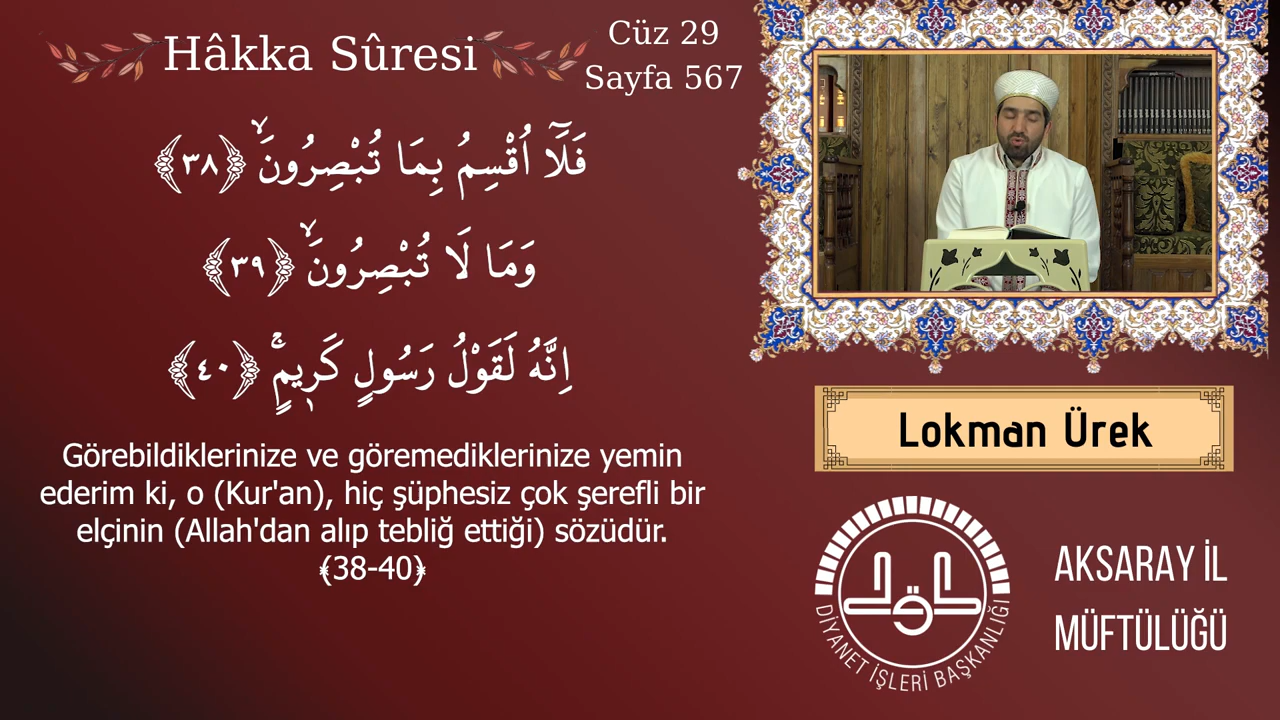 Hâkka Sûresi
Cüz 29
Sayfa 567
فَلَٓا اُقْسِمُ بِمَا تُبْصِرُونَۙ ﴿٣٨﴾
وَمَا لَا تُبْصِرُونَۙ ﴿٣٩﴾
اِنَّهُ لَقَوْلُ رَسُولٍ كَر۪يمٍۚ ﴿٤٠﴾
Görebildiklerinize ve göremediklerinize yemin
ederim ki, o (Kur'an), hiç şüphesiz çok şerefli bir
elçinin (Allah'dan alıp tebliğ ettiği) sözüdür.
﴾38-40﴿
Lokman Ürek
DİYANET İŞLERİ BAŞKANLIĞI
AKSARAY İL
MÜFTÜLÜĞÜ